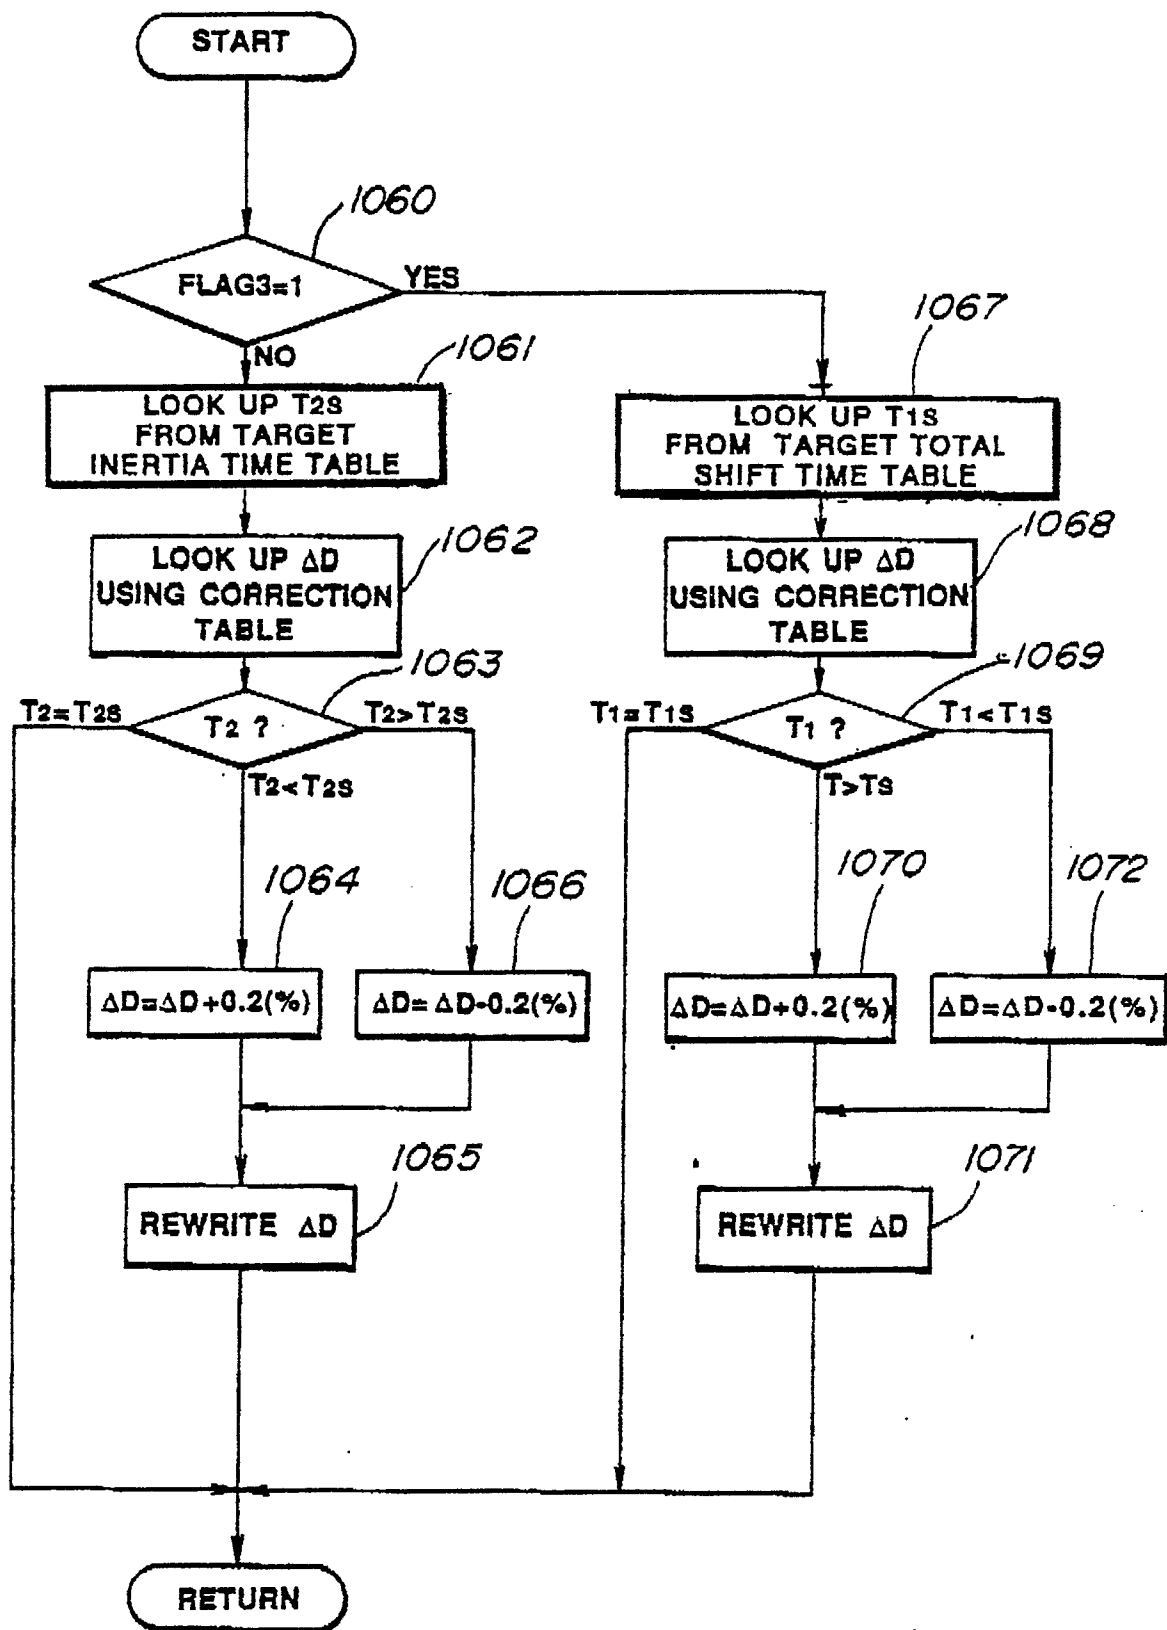 START
1060
FLAG3=1
YES
NO
1061
LOOK UP T2S
FROM TARGET
INERTIA TIME TABLE
1062
LOOK UP ΔD
USING CORRECTION
TABLE
1063
T2=T2S
T2 ?
T2>T2S
T2<T2S
1064
ΔD=ΔD+0.2(%)
1066
ΔD=ΔD-0.2(%)
1065
REWRITE ΔD
1067
LOOK UP T1S
FROM TARGET TOTAL
SHIFT TIME TABLE
1068
LOOK UP ΔD
USING CORRECTION
TABLE
1069
T1=T1S
T1 ?
T1<T1S
T>TS
1070
ΔD=ΔD+0.2(%)
1072
ΔD=ΔD-0.2(%)
1071
REWRITE ΔD
RETURN